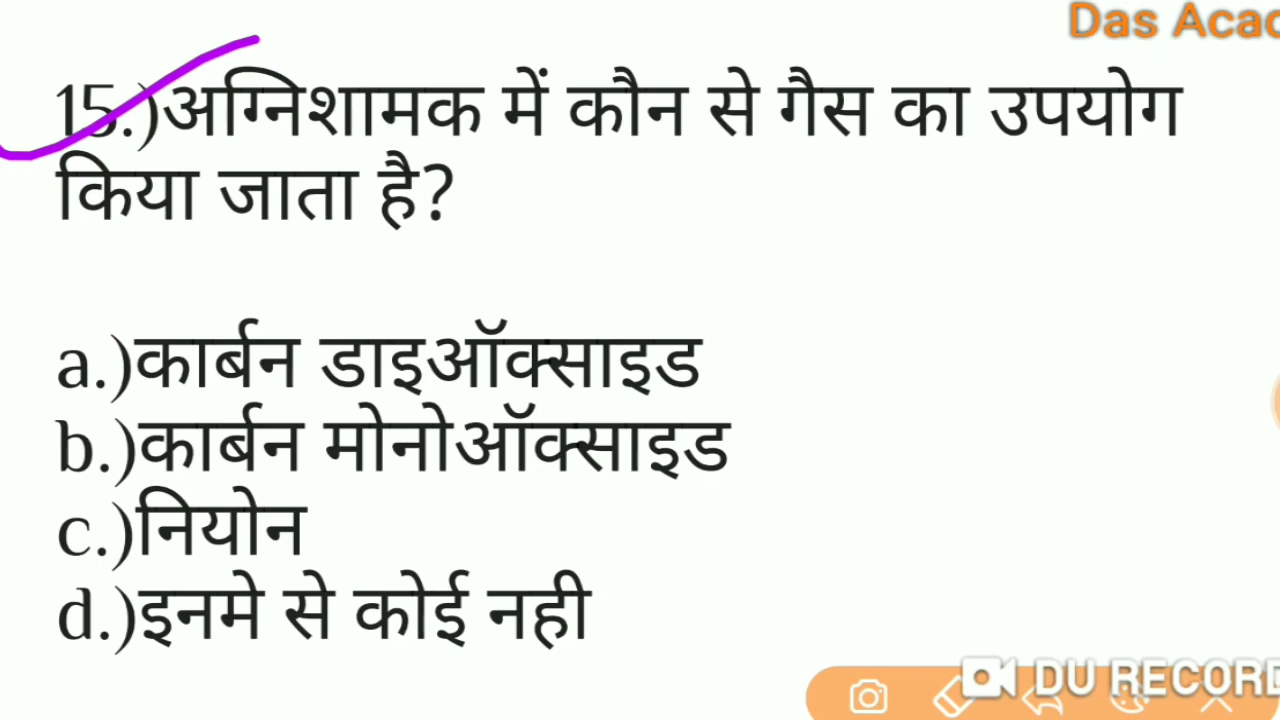 Das Acad
15.)अग्निशामक में कौन से गैस का उपयोग
किया जाता है?
a.)कार्बन डाइऑक्साइड
b.)कार्बन मोनोऑक्साइड
c.)नियोन
d.)इनमे से कोई नही
DU RECORD